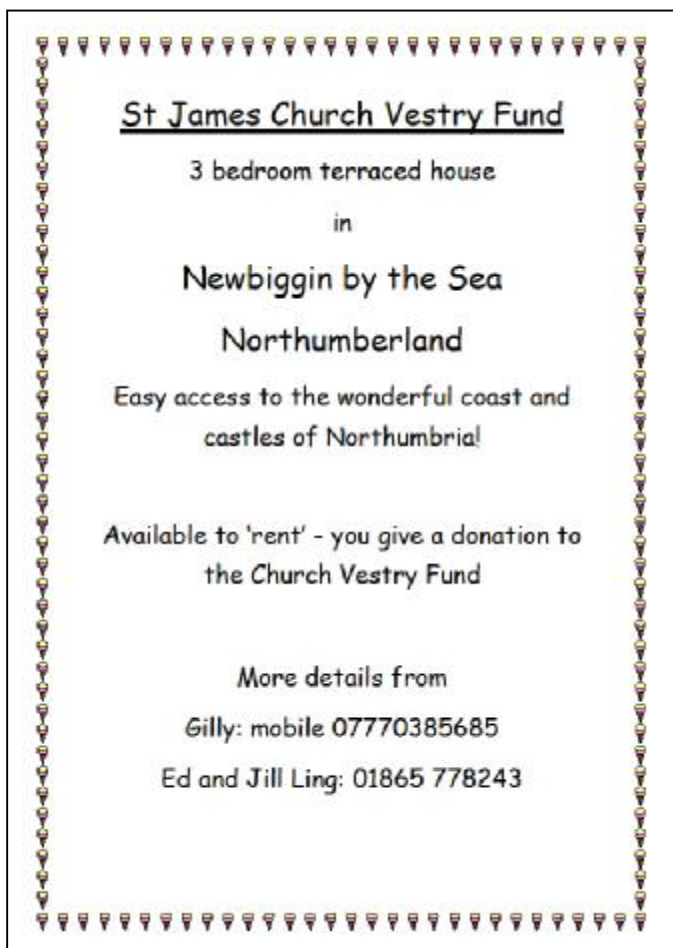 St James Church Vestry Fund
3 bedroom terraced house
in
Newbiggin by the Sea
Northumberland
Easy access to the wonderful coast and
castles of Northumbria!
Available to 'rent' - you give a donation to
the Church Vestry Fund
More details from
Gilly: mobile 07770385685
Ed and Jill Ling: 01865 778243